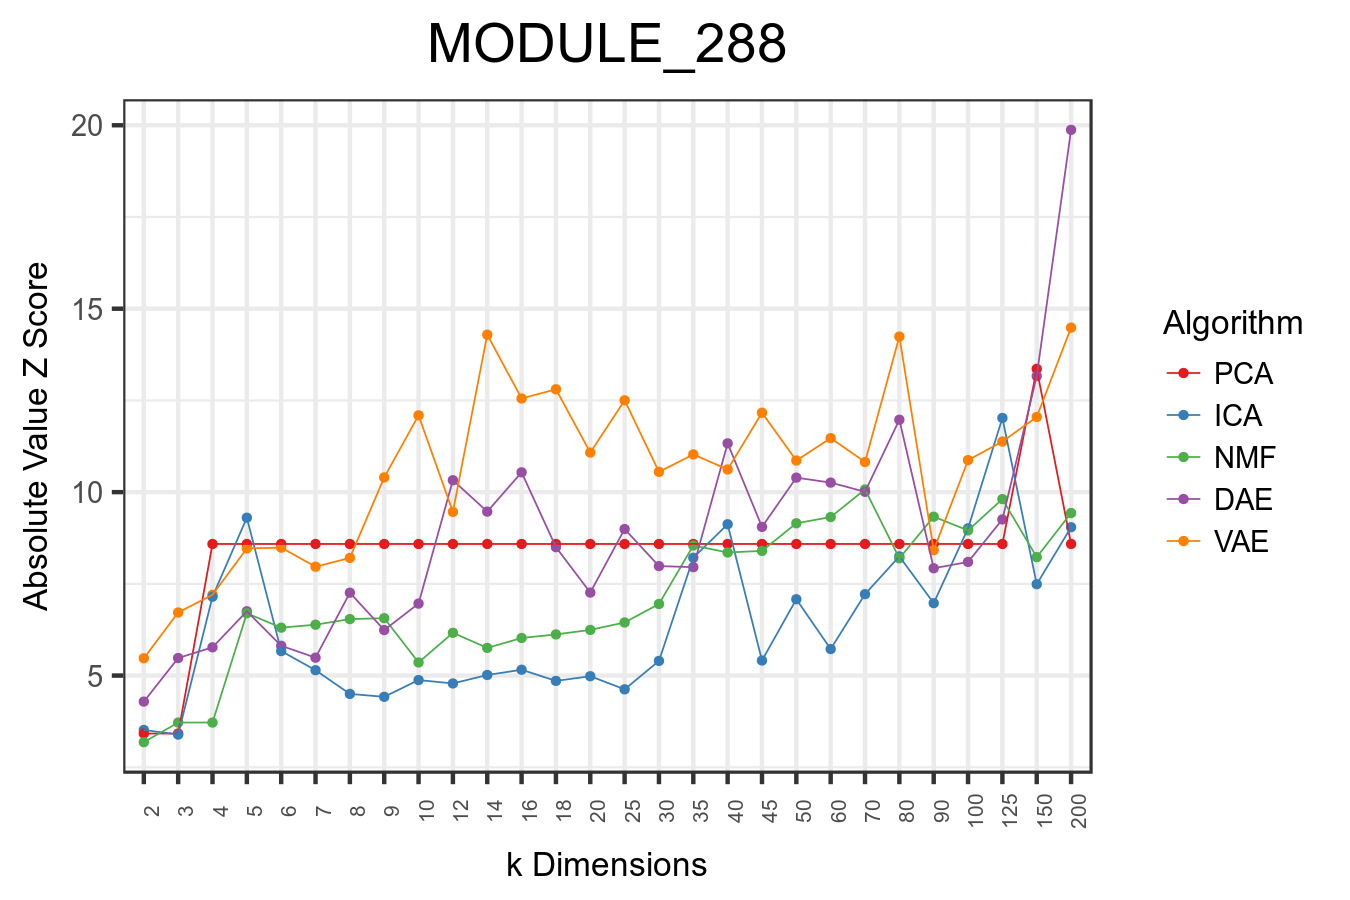 MODULE_288
Absolute Value Z Score
20
15
10
5
2 3 4 5 6 7 8 9 10 12 14 16 18 20 25 30 35 40 45 50 60 70 80 90 100 125 150 200
k Dimensions
Algorithm
PCA
ICA
NMF
DAE
VAE